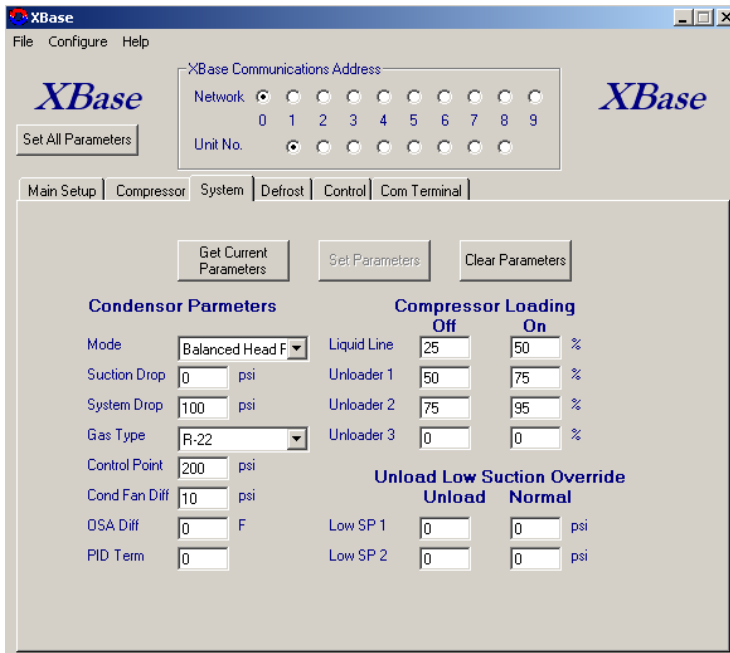 XBase
File Configure Help
XBase Communications Address
XBase
XBase
Network
0 1 2 3 4 5 6 7 8 9
Set All Parameters
Unit No.
Main Setup Compressor System Defrost Control Com Terminal
Get Current
Parameters
Set Parameters
Clear Parameters
Condensor Parmeters
Mode Balanced Head F
Suction Drop 0 psi
System Drop 100 psi
Gas Type R-22
Control Point 200 psi
Cond Fan Diff 10 psi
OSA Diff 0 F
PID Term 0
Compressor Loading
Off On
Liquid Line 25 50 %
Unloader 1 50 75 %
Unloader 2 75 95 %
Unloader 3 0 0 %
Unload Low Suction Override
Unload Normal
Low SP 1 0 0 psi
Low SP 2 0 0 psi